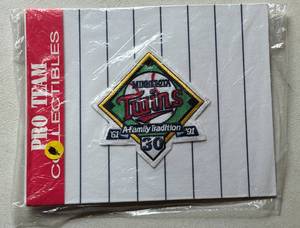 PRO TEAM
COLLECTIBLES
MINNESOTA
Twins
A Family Tradition
'61 '91
30